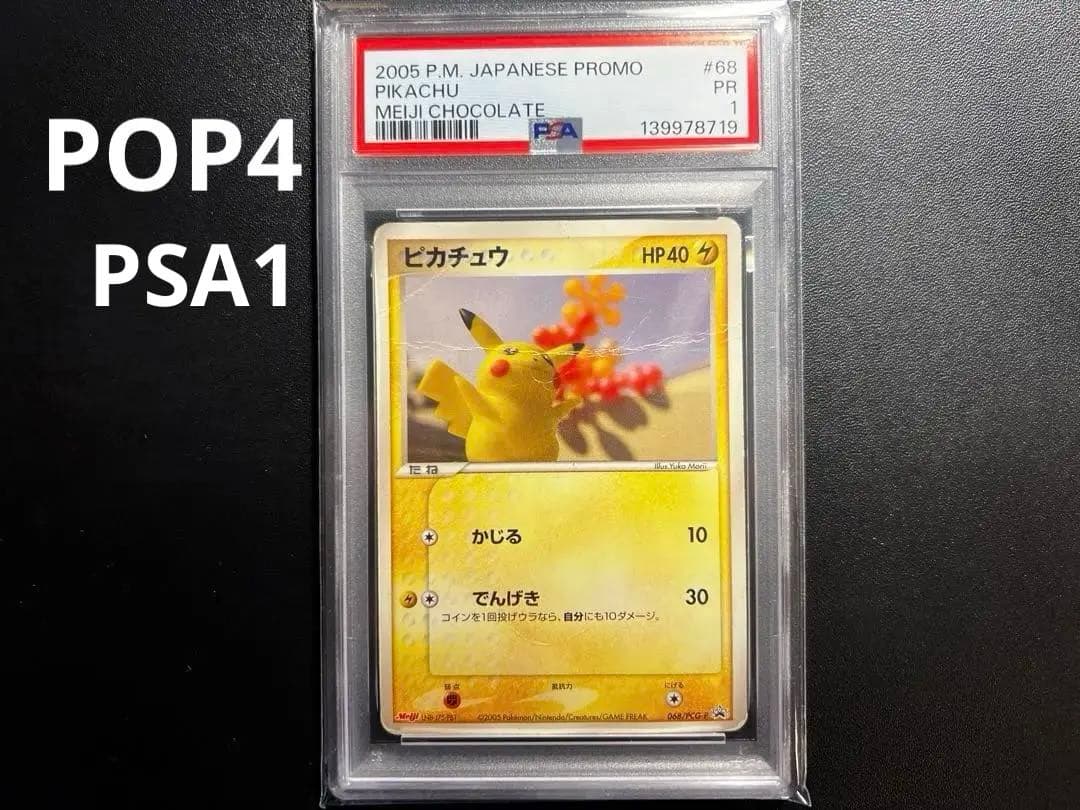 POP4
PSA1
2005 P.M. JAPANESE PROMO #68
PIKACHU PR
MEIJI CHOCOLATE 1
PSA 139978719
ピカチュウ HP40
たね Illus.Yuka Morii
かじる 10
でんげき 30
コインを1回投げウラなら、自分にも10ダメージ。
弱点 抵抗力 にげる
Meiji ©2005 Pokémon/Nintendo/Creatures/GAME FREAK 068/PCG-P